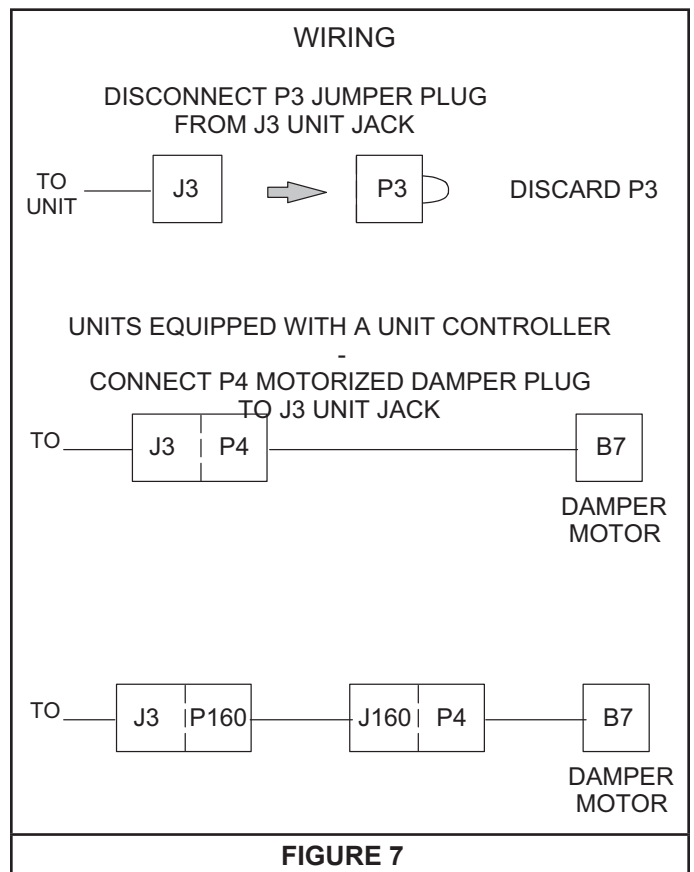 WIRING
DISCONNECT P3 JUMPER PLUG
FROM J3 UNIT JACK
TO
UNIT
J3
P3
DISCARD P3
UNITS EQUIPPED WITH A UNIT CONTROLLER
-
CONNECT P4 MOTORIZED DAMPER PLUG
TO J3 UNIT JACK
TO
J3
P4
B7
DAMPER
MOTOR
TO
J3
P160
J160
P4
B7
DAMPER
MOTOR
FIGURE 7